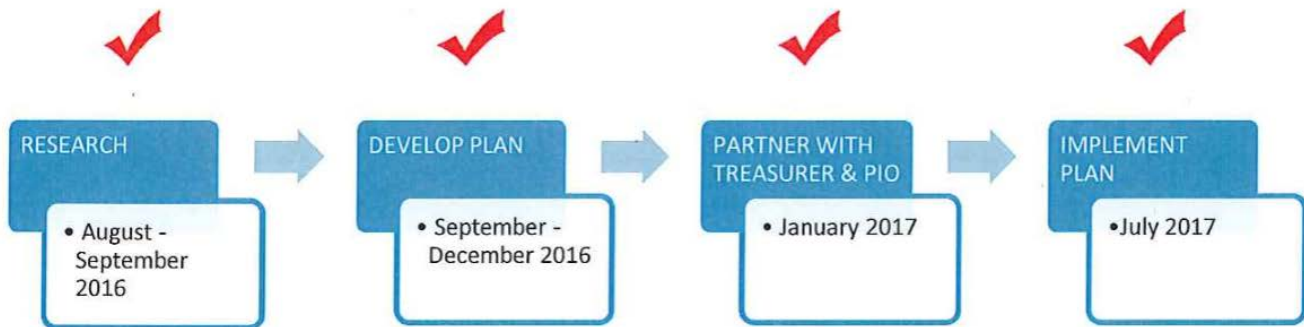 RESEARCH
• August -
September
2016
DEVELOP PLAN
• September -
December 2016
PARTNER WITH
TREASURER & PIO
• January 2017
IMPLEMENT
PLAN
•July 2017